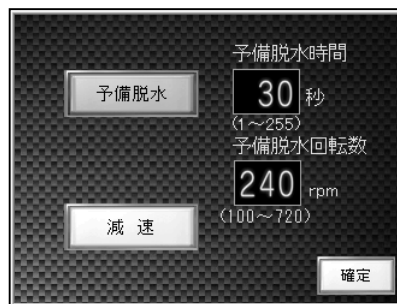 予備脱水時間
予備脱水
30 秒
(1～255)
予備脱水回転数
240 rpm
(100～720)
減 速
確定